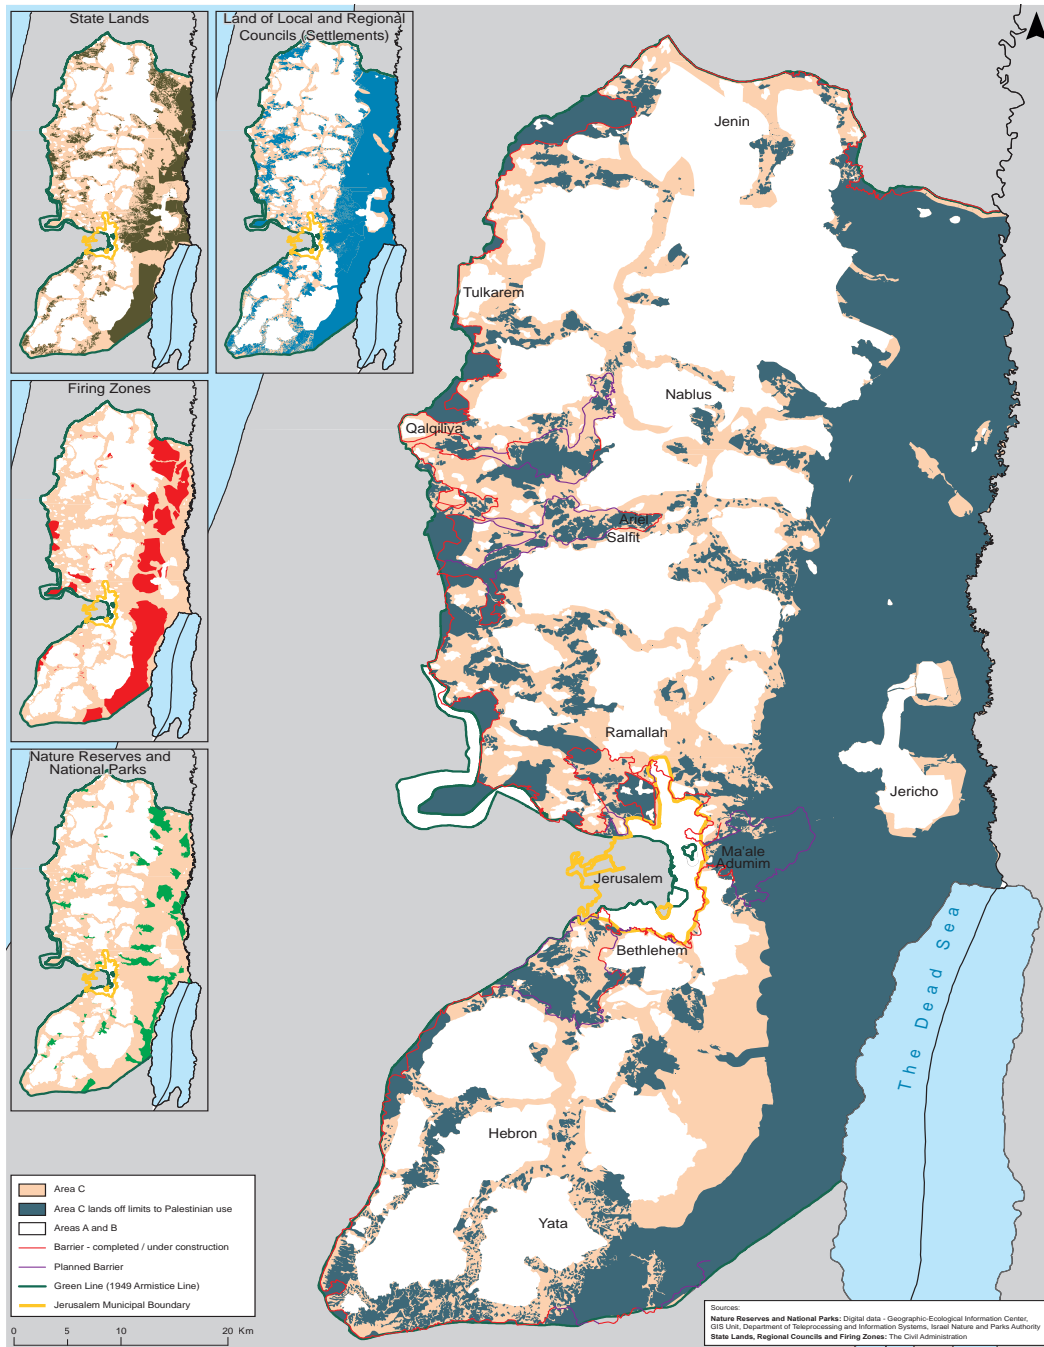 State Lands
Land of Local and Regional
Councils (Settlements)
Firing Zones
Nature Reserves and
National Parks
Jenin
Tulkarem
Nablus
Qalqiliya
Ariel
Salfit
Ramallah
Jericho
Ma'ale
Adumim
Jerusalem
Bethlehem
The Dead Sea
Hebron
Yata
Area C
Area C lands off limits to Palestinian use
Areas A and B
Barrier - completed / under construction
Planned Barrier
Green Line (1949 Armistice Line)
Jerusalem Municipal Boundary
0 5 10 20 Km
Sources:
Nature Reserves and National Parks: Digital data - Geographic-Ecological Information Center,
GIS Unit, Department of Teleprocessing and Information Systems, Israel Nature and Parks Authority
State Lands, Regional Councils and Firing Zones: The Civil Administration